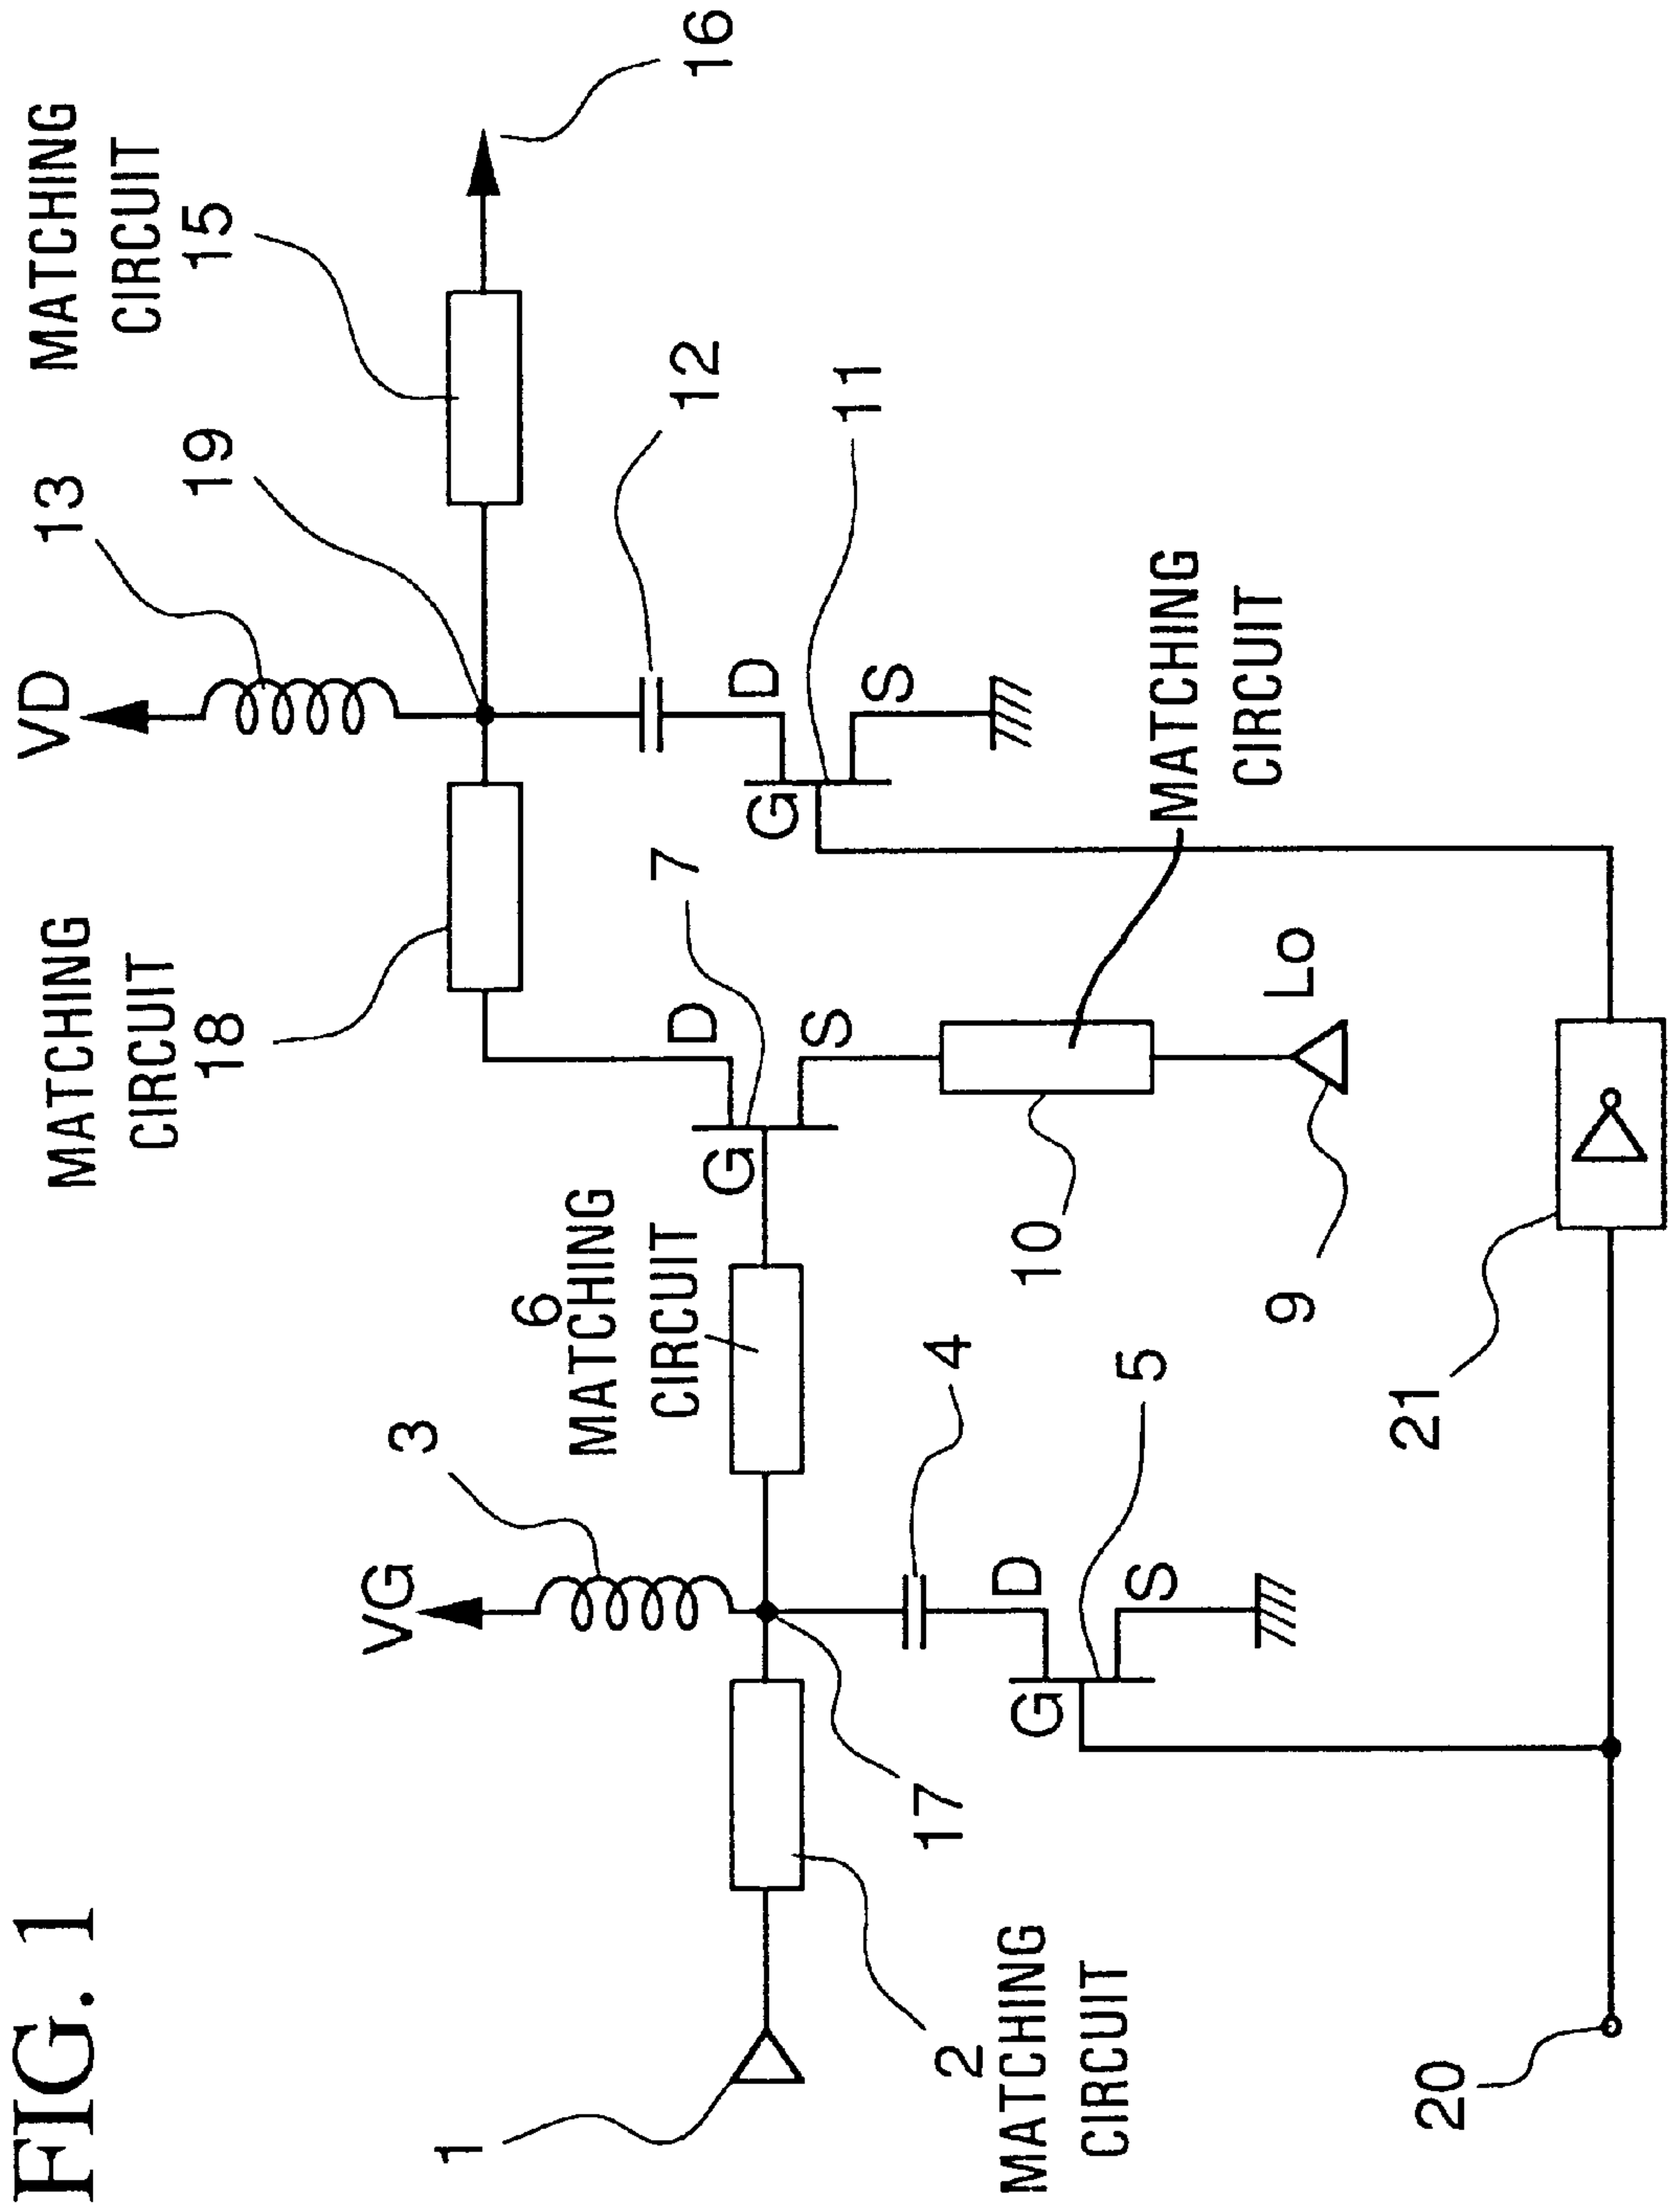 FIG. 1
VD
13
19
MATCHING
CIRCUIT
15
16
MATCHING
CIRCUIT
18
D
G
S
7
12
D
G
S
11
VG
3
6
MATCHING
CIRCUIT
1
2
MATCHING
CIRCUIT
17
4
D
G
S
5
10
MATCHING
CIRCUIT
9
Lo
20
21